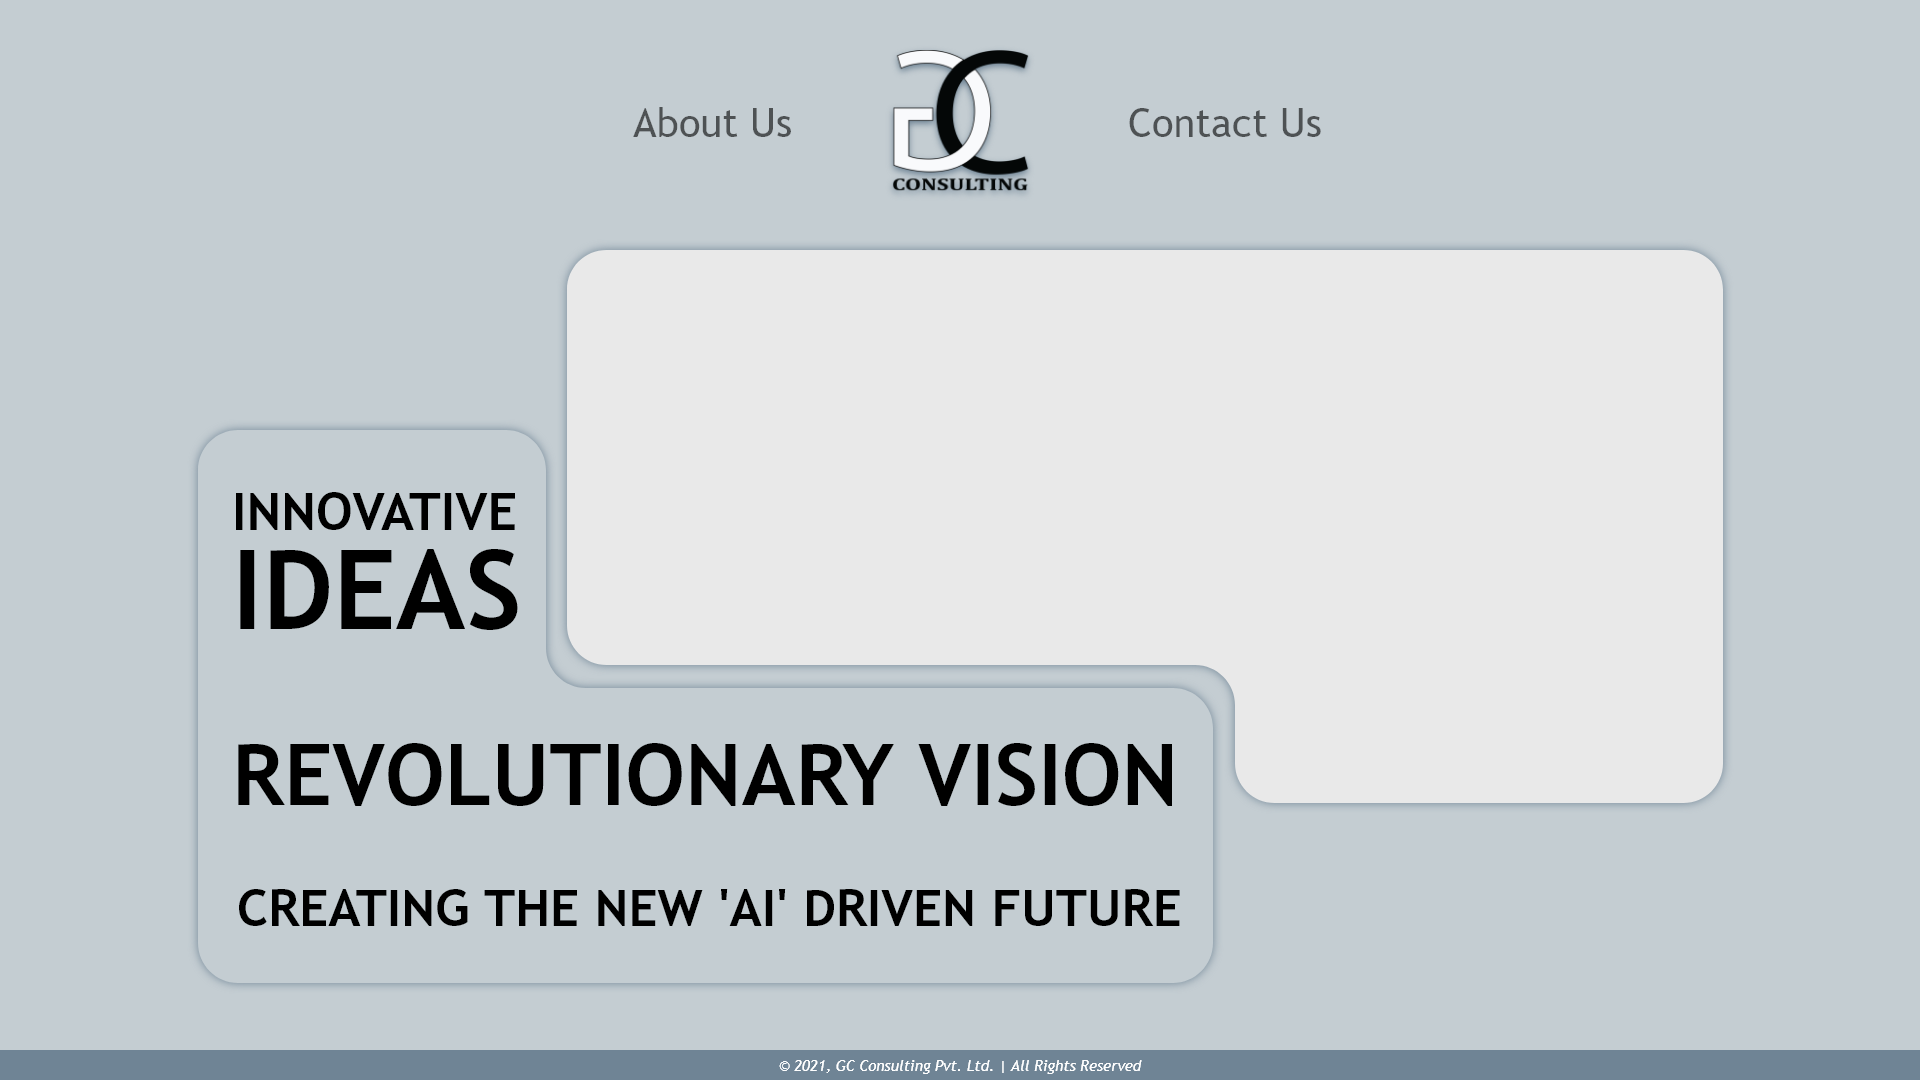 About Us
GC
CONSULTING
Contact Us
INNOVATIVE
IDEAS
REVOLUTIONARY VISION
CREATING THE NEW 'AI' DRIVEN FUTURE
© 2021, GC Consulting Pvt. Ltd. | All Rights Reserved